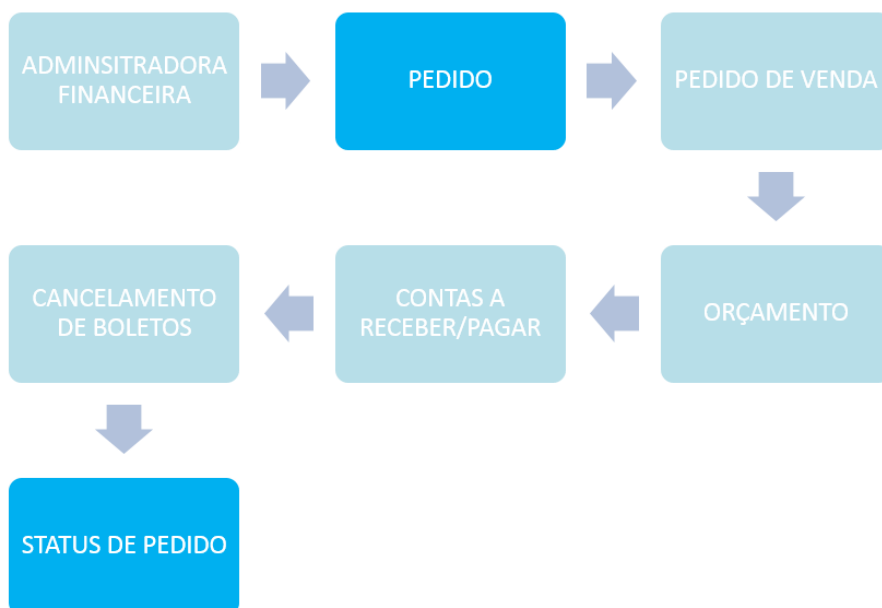 ADMINSITRADORA
FINANCEIRA
PEDIDO
PEDIDO DE VENDA
ORÇAMENTO
CONTAS A
RECEBER/PAGAR
CANCELAMENTO
DE BOLETOS
STATUS DE PEDIDO